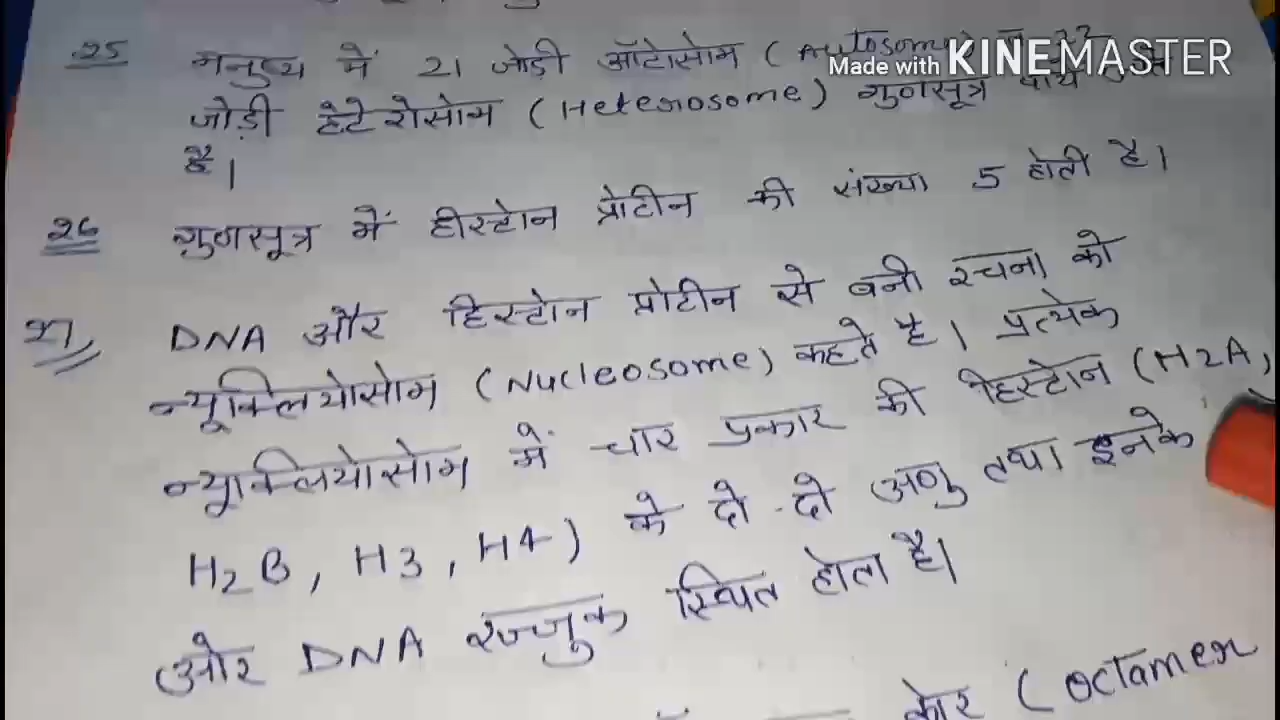 Made with KINEMASTER
25 मनुष्य में 21 जोड़ी ऑटोसोम (Autosome)
जोड़ी हेटेरोसोम (Heterosome) गुणसूत्र पाये
है।
26 गुणसूत्र में हीस्टोन प्रोटीन की संख्या 5 होती है।
27, DNA और हिस्टोन प्रोटीन से बनी रचना को
न्यूक्लियोसोम (Nucleosome) कहते है। प्रत्येक
न्यूक्लियोसोम में चार प्रकार की हिस्टोन (H2A,
H2B, H3, H4) के दो-दो अणु तथा इनके
और DNA रज्जुक स्थित होता है।
कोर (Octamer